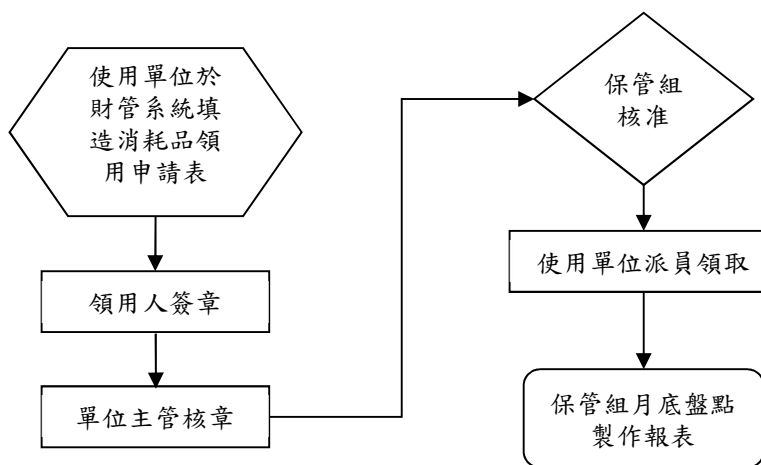 使用單位於
財管系統填
造消耗品領
用申請表
領用人簽章
單位主管核章
保管組
核准
使用單位派員領取
保管組月底盤點
製作報表